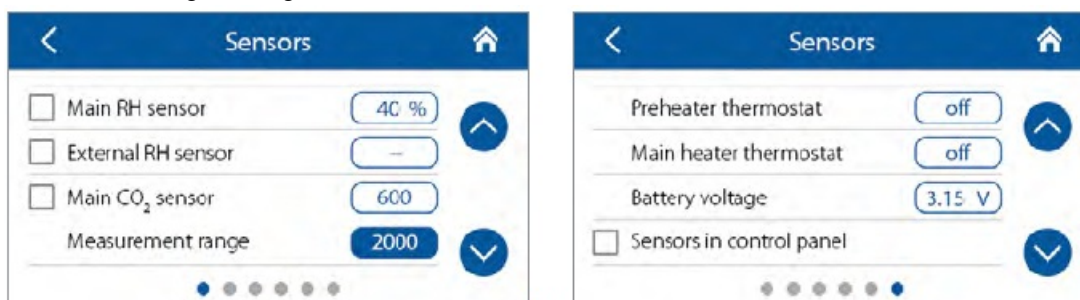 Sensors
Main RH sensor 40 %
External RH sensor --
Main CO₂ sensor 600
Measurement range 2000
Sensors
Preheater thermostat off
Main heater thermostat off
Battery voltage 3.15 V
Sensors in control panel